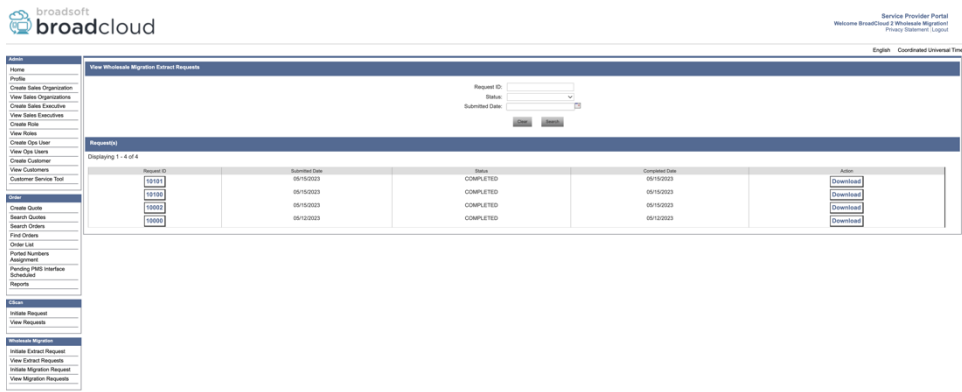 broadsoft
broadcloud
Service Provider Portal
Welcome BroadCloud 2 Wholesale Migration!
Privacy Statement Logout
English Coordinated Universal Time
Admin
Home
Profile
Create Sales Organization
View Sales Organizations
Create Sales Executive
View Sales Executives
Create Role
View Roles
Create Ops User
View Ops Users
Create Customer
View Customers
Customer Service Tool
Order
Create Quote
Search Quotes
Search Orders
Find Orders
Order List
Ported Numbers
Assignment
Pending PMS Interface
Scheduled
Reports
CScan
Initiate Request
View Requests
Wholesale Migration
Initiate Extract Request
View Extract Requests
Initiate Migration Request
View Migration Requests
View Wholesale Migration Extract Requests
Request ID:
Status:
Submitted Date:
Clear Search
Request(s)
Displaying 1 - 4 of 4
Request ID Submitted Date Status Completed Date Action
10101 05/15/2023 COMPLETED 05/15/2023 Download
10100 05/15/2023 COMPLETED 05/15/2023 Download
10002 05/15/2023 COMPLETED 05/15/2023 Download
10000 05/12/2023 COMPLETED 05/12/2023 Download